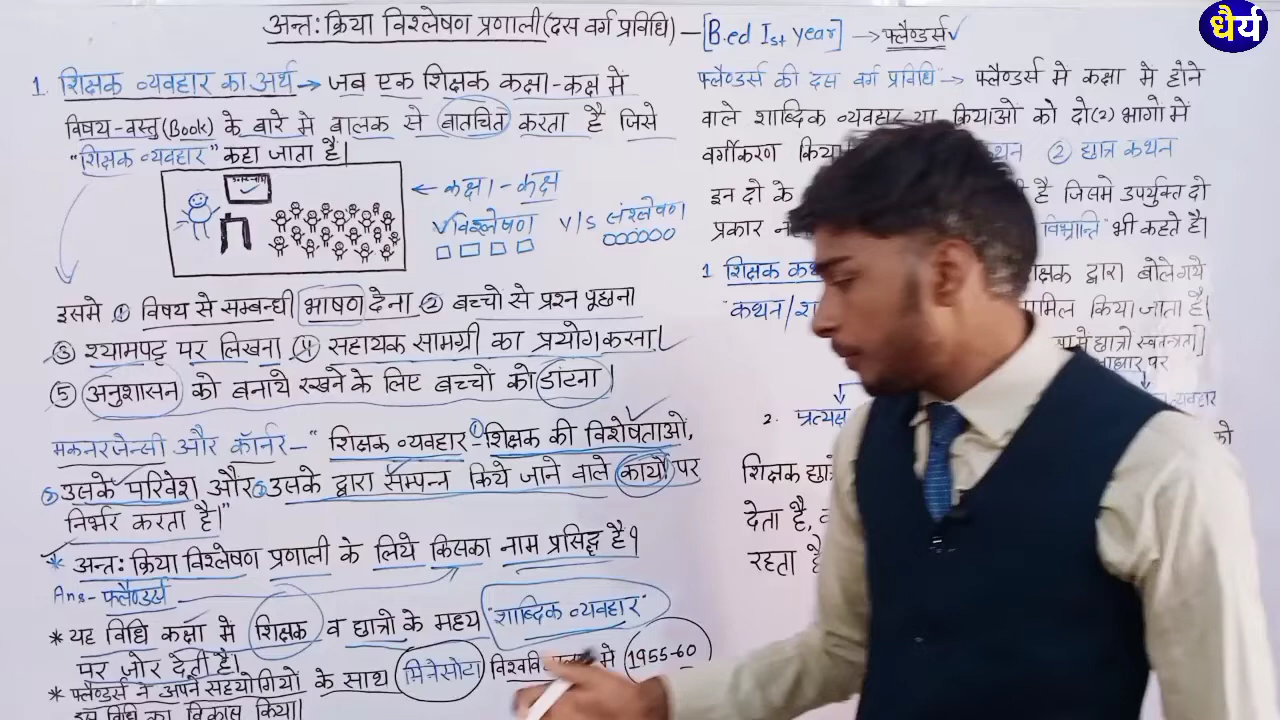 अन्त: क्रिया विश्लेषण प्रणाली (दस वर्ग प्रविधि) – [B.ed Ist year] → फ्लैण्डर्स ✓
धैर्य
1. शिक्षक व्यवहार का अर्थ → जब एक शिक्षक कक्षा-कक्ष में
विषय-वस्तु (Book) के बारे मे बालक से बातचित करता है जिसे
"शिक्षक व्यवहार" कहा जाता है।
← कक्षा-कक्ष
✓विश्लेषण V/S संश्लेषण
इसमे ① विषय से सम्बन्धी भाषण देना ② बच्चो से प्रश्न पूछना
③ श्यामपट्ट पर लिखना ④ सहायक सामग्री का प्रयोग करना।
⑤ अनुशासन को बनाये रखने के लिए बच्चों को डांटना।
मकनरजेन्सी और कॉर्नर – "शिक्षक व्यवहार ① शिक्षक की विशेषताओं,
उसके परिवेश और उसके द्वारा सम्पन्न किये जाने वाले कार्यों पर
निर्भर करता है।"
* अन्त: क्रिया विश्लेषण प्रणाली के लिये किसका नाम प्रसिद्ध है?
Ans - फ्लैण्डर्स
* यह विधि कक्षा मे शिक्षक व छात्रो के मध्य "शाब्दिक व्यवहार"
पर जोर देती है।
* फ्लैण्डर्स ने अपने सहयोगियों के साथ मिनेसोटा में 1955-60
इस विधि का विकास किया।
फ्लैण्डर्स की दस वर्ग प्रविधि → फ्लैण्डर्स मे कक्षा मे होने
वाले शाब्दिक व्यवहार या क्रियाओं को दो(2) भागो में
वर्गीकरण ② छात्र कथन
इन दो के है जिसमे उपर्युक्त दो
प्रकार भी कहते है।
1 शिक्षक द्वारा बोले गये
कथन/ किया जाता है।
छात्रो स्वतन्त्रता]
पर
2. प्रत्यक्ष व्यवहार
को
शिक्षक
देता है,
रहता है